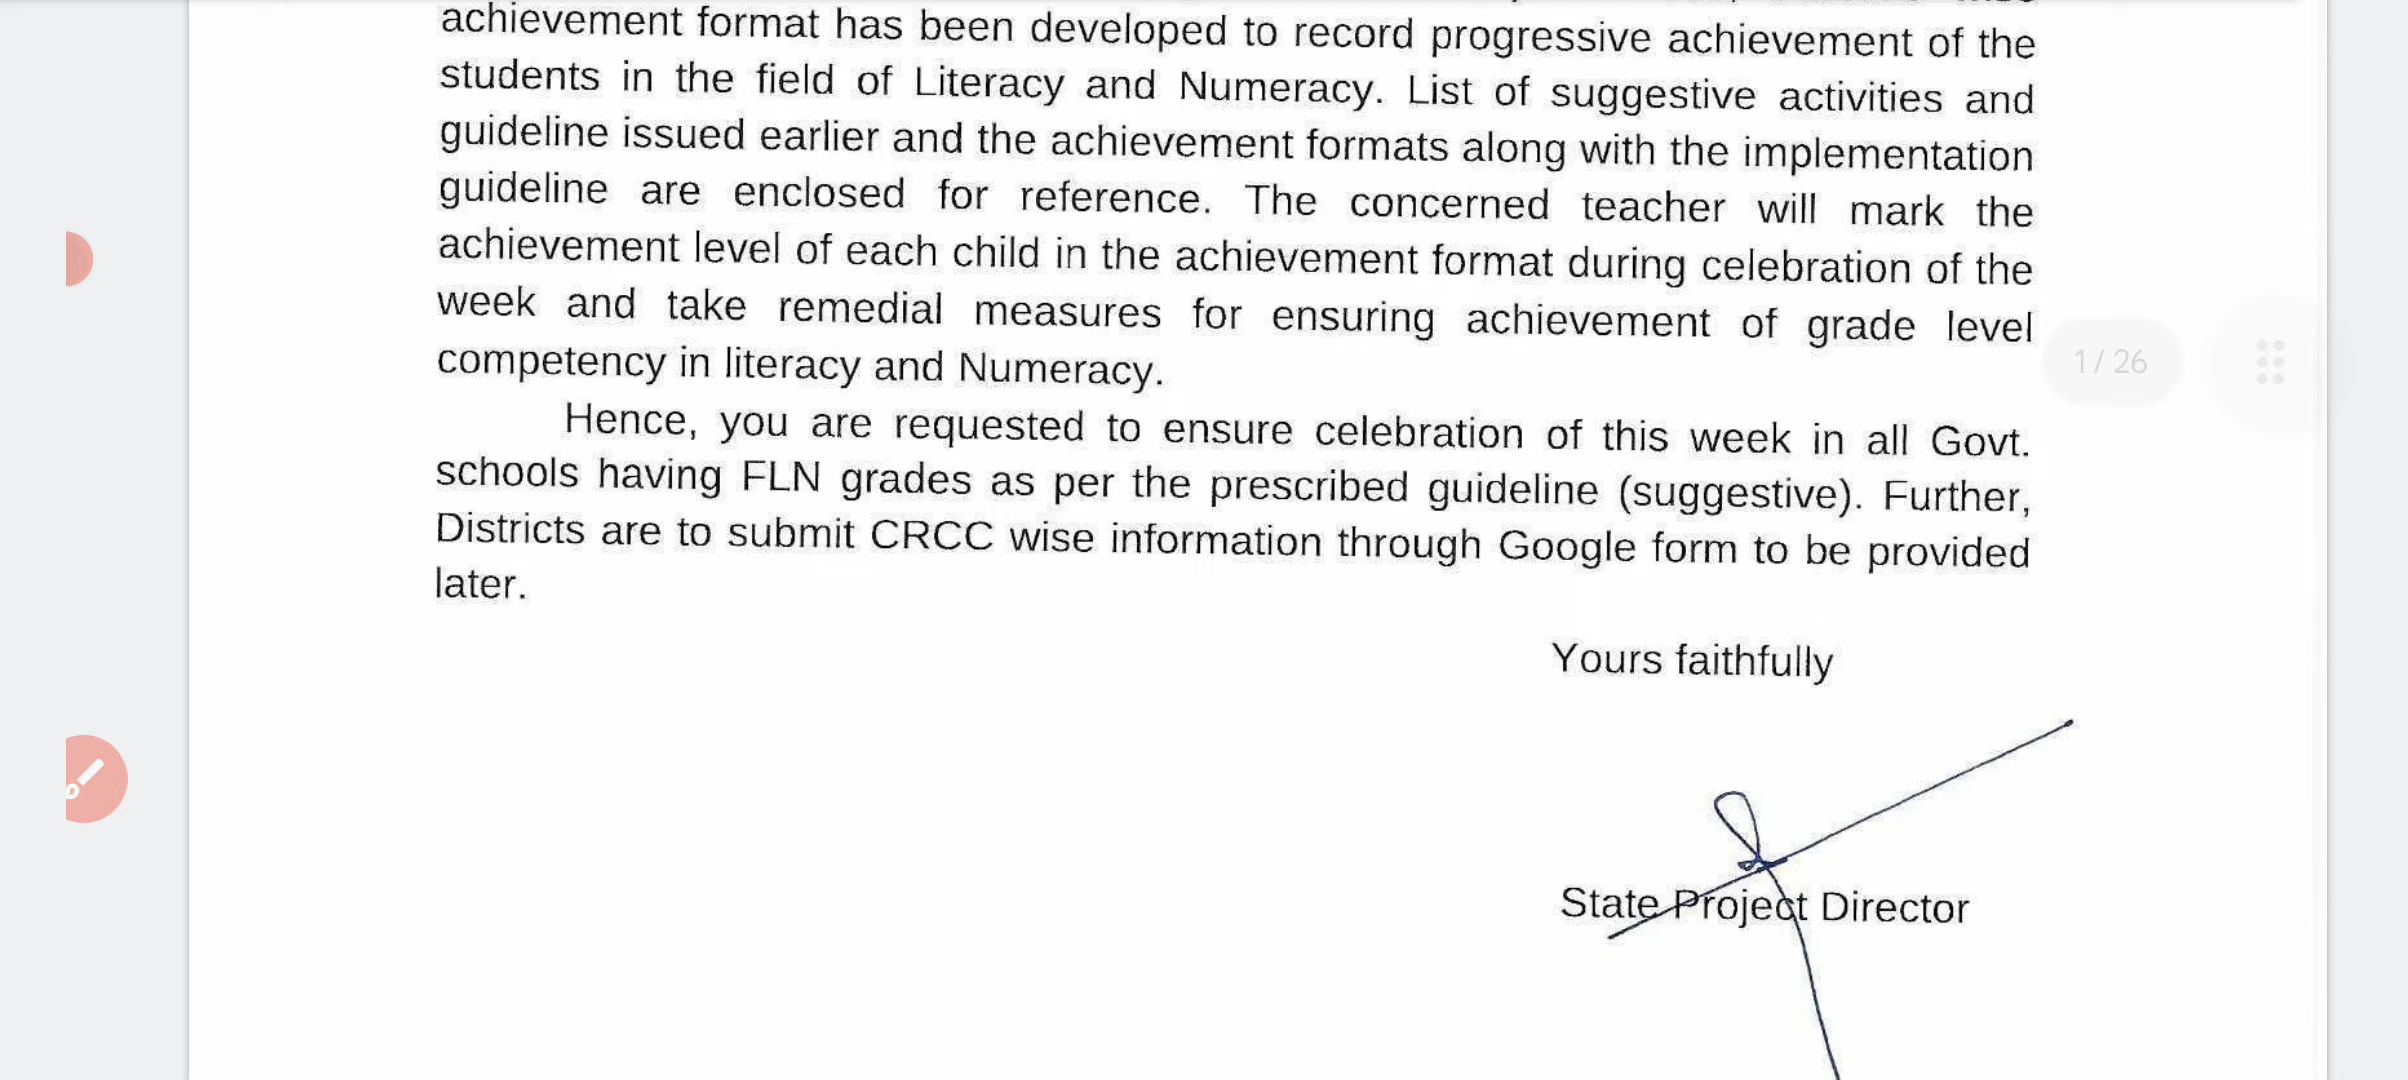 achievement format has been developed to record progressive achievement of the
students in the field of Literacy and Numeracy. List of suggestive activities and
guideline issued earlier and the achievement formats along with the implementation
guideline are enclosed for reference. The concerned teacher will mark the
achievement level of each child in the achievement format during celebration of the
week and take remedial measures for ensuring achievement of grade level
competency in literacy and Numeracy.
1/ 26
Hence, you are requested to ensure celebration of this week in all Govt.
schools having FLN grades as per the prescribed guideline (suggestive). Further,
Districts are to submit CRCC wise information through Google form to be provided
later.
Yours faithfully
State Project Director